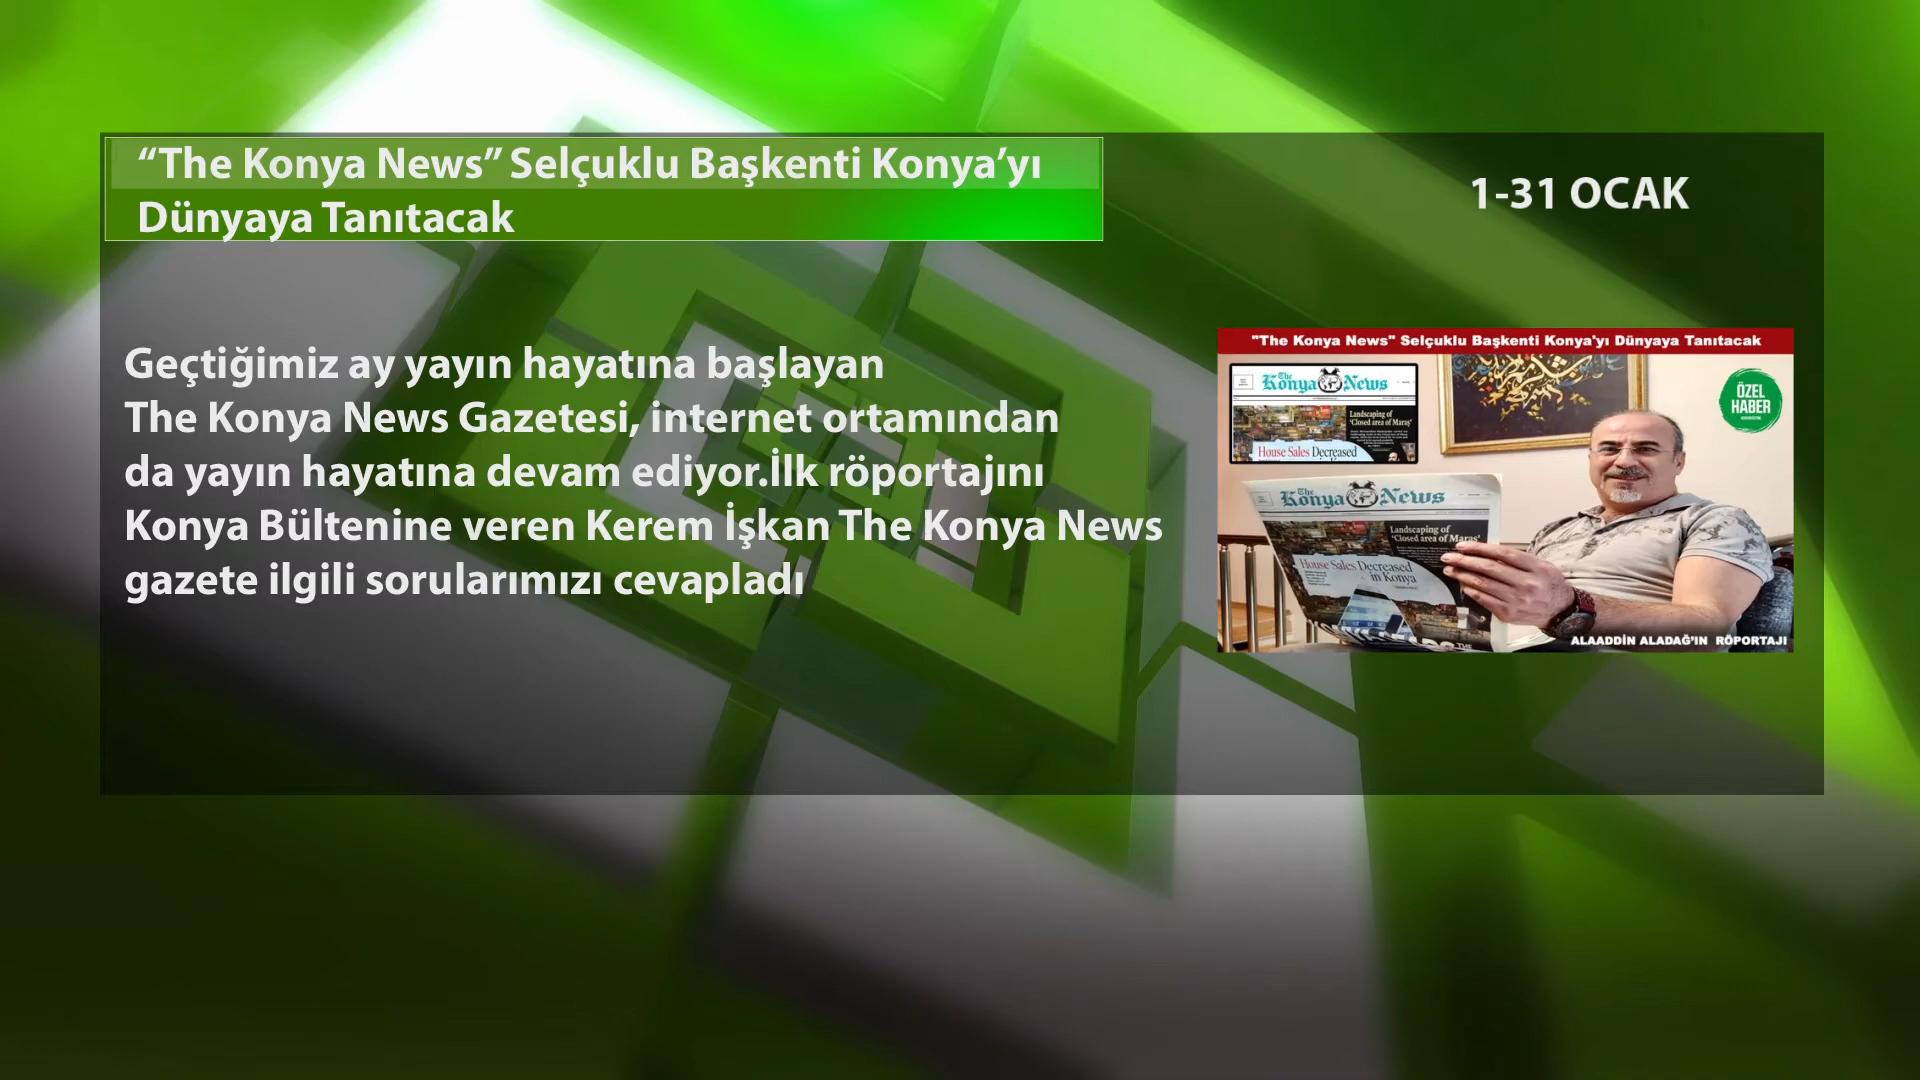 “The Konya News” Selçuklu Başkenti Konya’yı
Dünyaya Tanıtacak
1-31 OCAK
Geçtiğimiz ay yayın hayatına başlayan
The Konya News Gazetesi, internet ortamından
da yayın hayatına devam ediyor.İlk röportajını
Konya Bültenine veren Kerem İşkan The Konya News
gazete ilgili sorularımızı cevapladı
"The Konya News" Selçuklu Başkenti Konya'yı Dünyaya Tanıtacak
The Konya News
Landscaping of
'Closed area of Maraş'
House Sales Decreased
ÖZEL
HABER
The Konya News
Landscaping of
'Closed area of Maraş'
House Sales Decreased
in Konya
ALAADDİN ALADAĞ'IN RÖPORTAJI